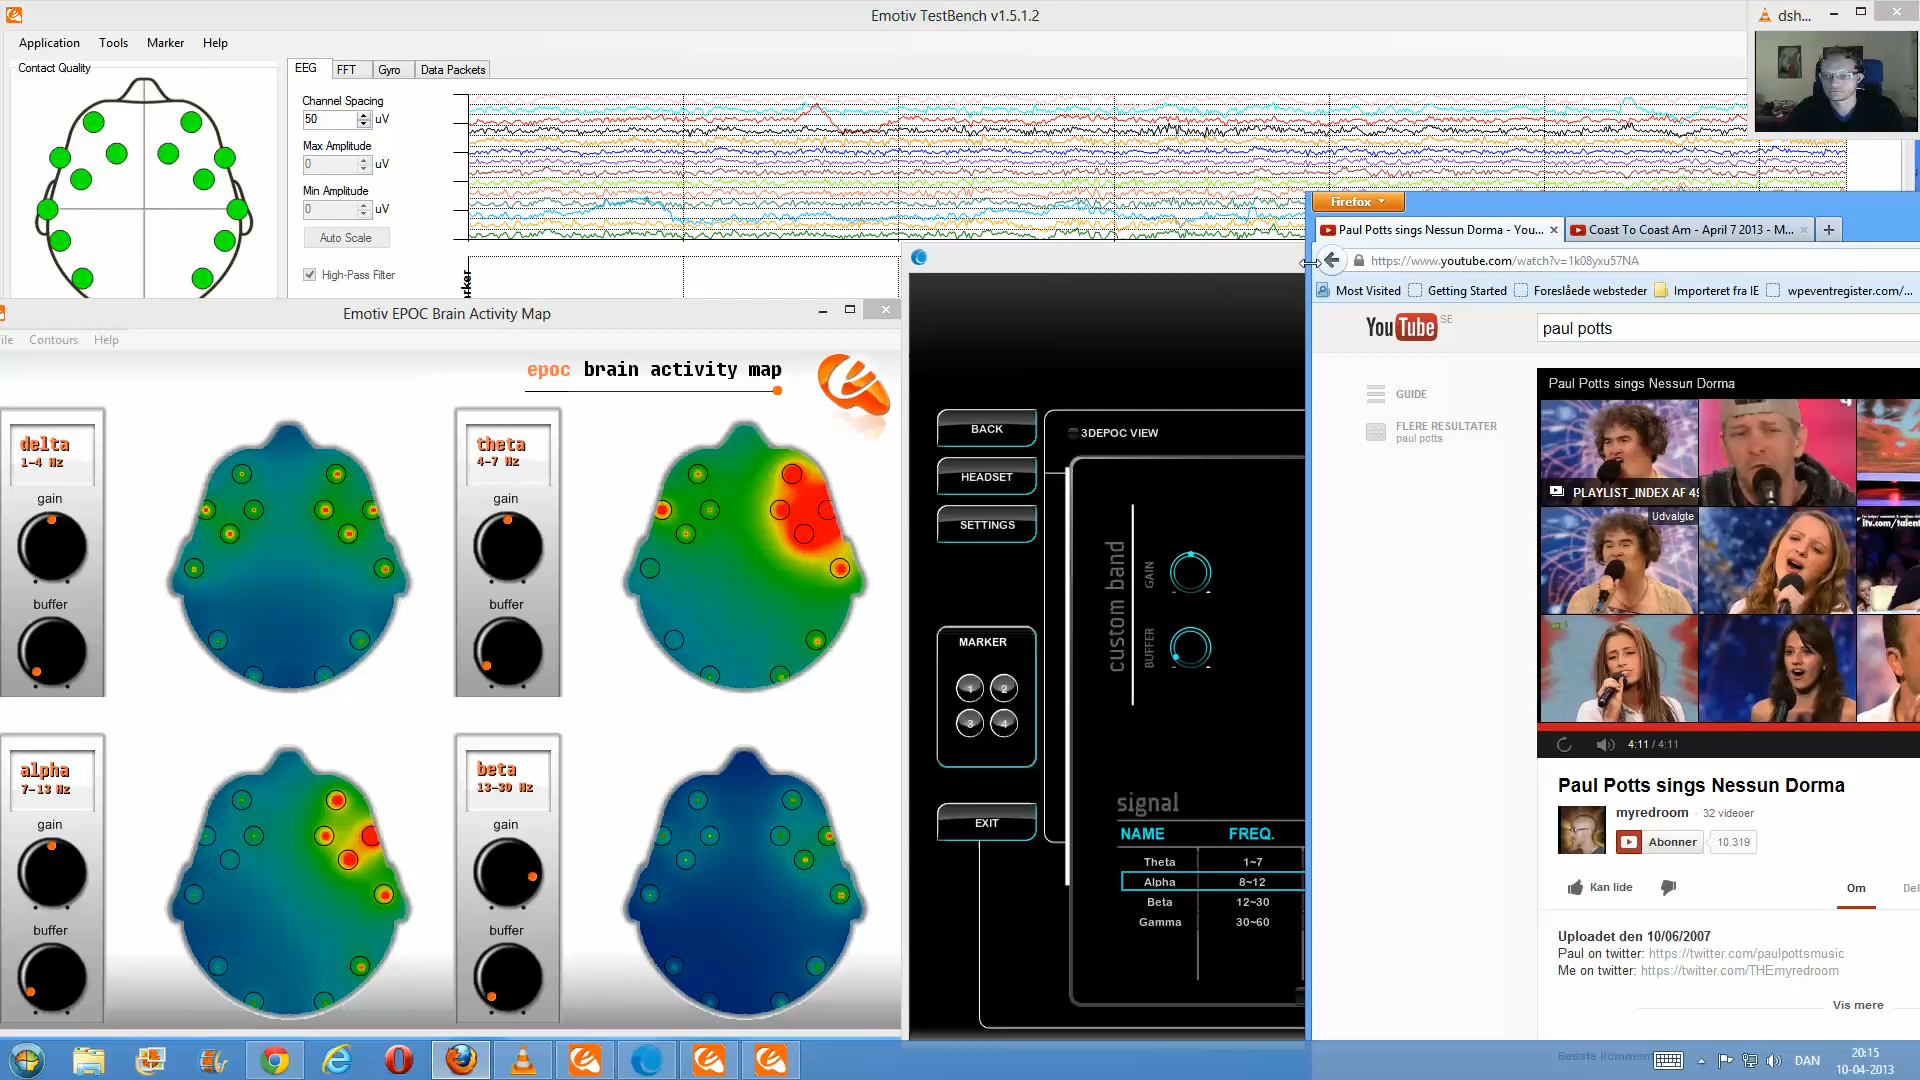 Emotiv TestBench v1.5.1.2
dsh...
Application Tools Marker Help
Contact Quality
EEG FFT Gyro Data Packets
Channel Spacing
50 uV
Max Amplitude
0 uV
Min Amplitude
0 uV
Auto Scale
High-Pass Filter
Emotiv EPOC Brain Activity Map
Contours Help
epoc brain activity map
delta
1-4 Hz
gain
buffer
theta
4-7 Hz
gain
buffer
alpha
7-13 Hz
gain
buffer
beta
13-30 Hz
gain
buffer
BACK
HEADSET
SETTINGS
MARKER
1 2
3 4
EXIT
3DEPOC VIEW
custom band
GAIN
BUFFER
signal
NAME FREQ.
Theta 1~7
Alpha 8~12
Beta 12~30
Gamma 30~60
Firefox
Paul Potts sings Nessun Dorma - You...
Coast To Coast Am - April 7 2013 - M...
https://www.youtube.com/watch?v=1k08yxu57NA
Most Visited Getting Started Foreslåede websteder Importeret fra IE wpeventregister.com/...
YouTube SE
paul potts
GUIDE
FLERE RESULTATER
paul potts
Paul Potts sings Nessun Dorma
PLAYLIST_INDEX AF 49
Udvalgte
itv.com/talent
4:11 / 4:11
Paul Potts sings Nessun Dorma
myredroom · 32 videoer
Abonner 10.319
Kan lide
Om
Del
Uploadet den 10/06/2007
Paul on twitter: https://twitter.com/paulpottsmusic
Me on twitter: https://twitter.com/THEmyredroom
Vis mere
DAN
20:15
10-04-2013